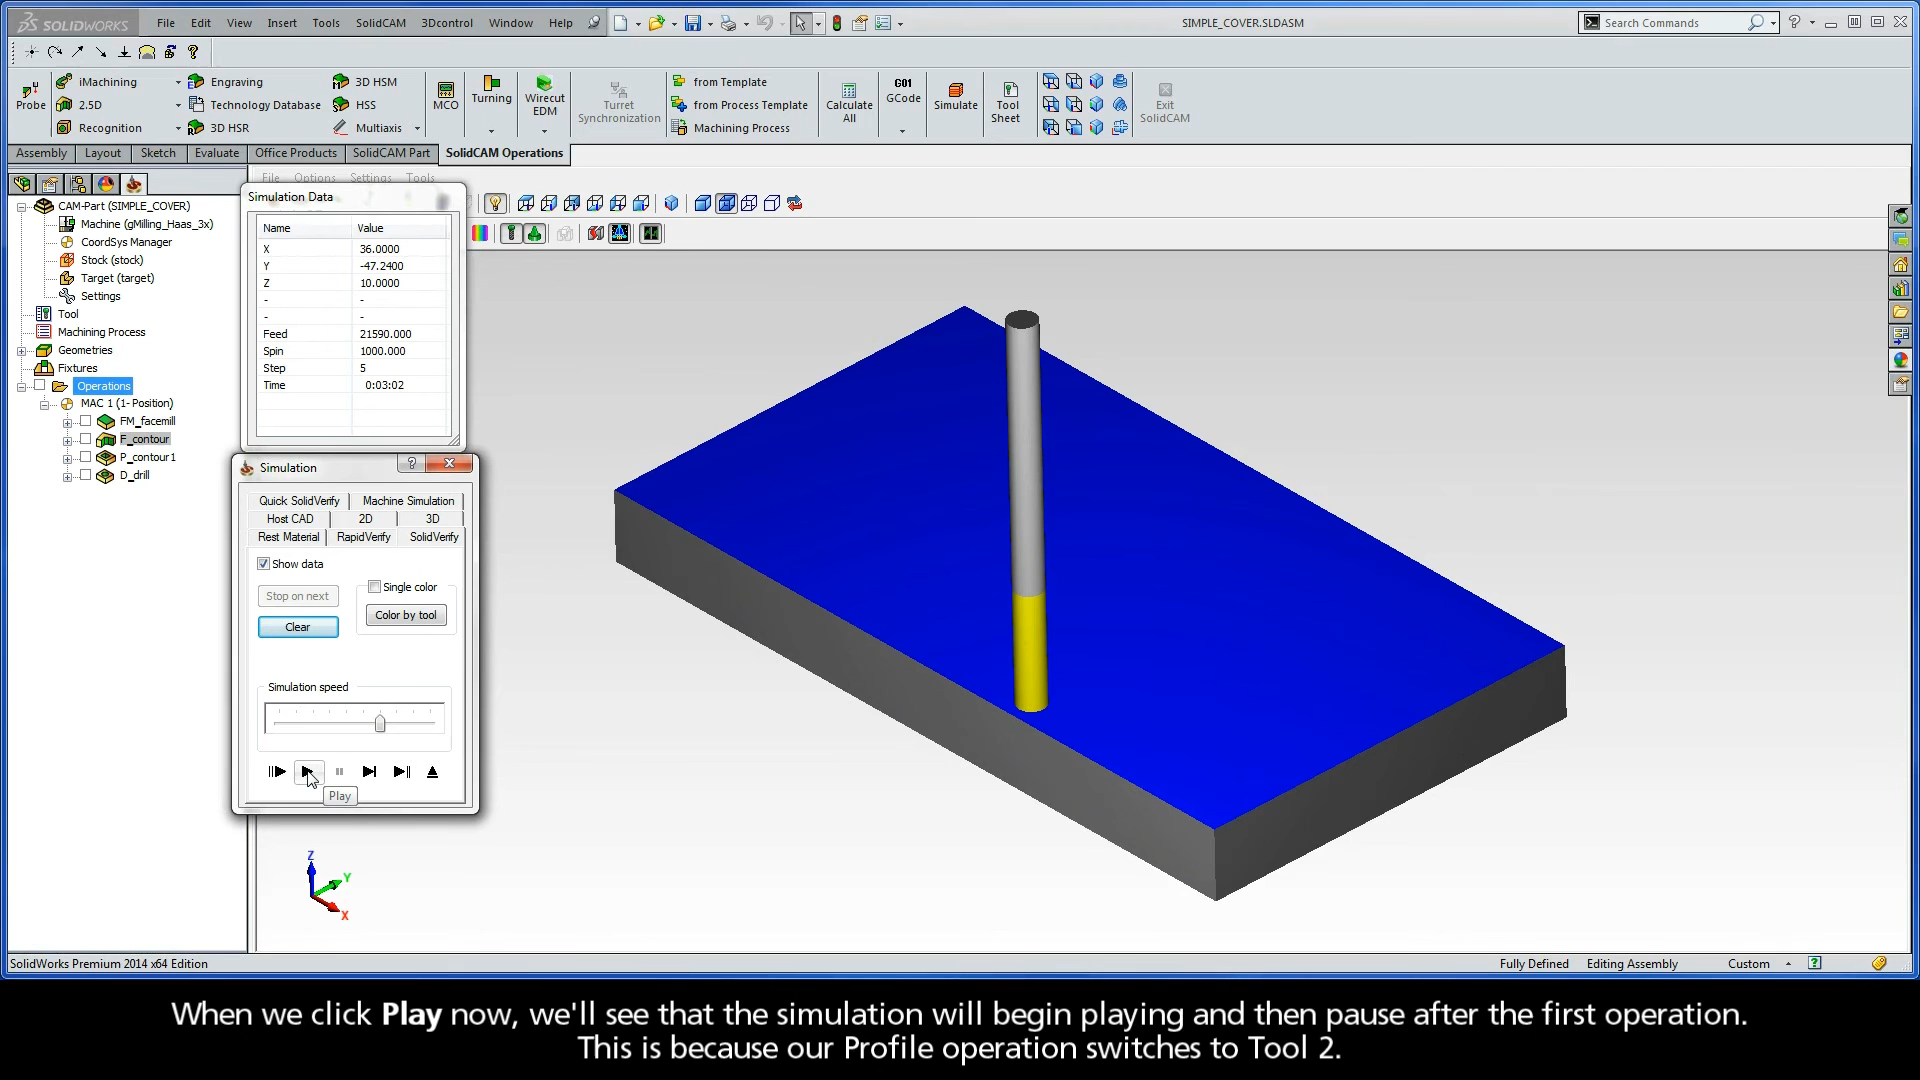 SOLIDWORKS
File Edit View Insert Tools SolidCAM 3Dcontrol Window Help
SIMPLE_COVER.SLDASM
Search Commands
iMachining Engraving 3D HSM
from Template
Probe 2.5D Technology Database HSS MCO Turning Wirecut EDM Turret Synchronization from Process Template Calculate All G01 GCode Simulate Tool Sheet Exit SolidCAM
Recognition 3D HSR Multiaxis Machining Process
Assembly Layout Sketch Evaluate Office Products SolidCAM Part SolidCAM Operations
File Options Settings Tools
CAM-Part (SIMPLE_COVER)
Machine (gMilling_Haas_3x)
CoordSys Manager
Stock (stock)
Target (target)
Settings
Tool
Machining Process
Geometries
Fixtures
Operations
MAC 1 (1- Position)
FM_facemill
F_contour
P_contour1
D_drill
Simulation Data
Name Value
X 36.0000
Y -47.2400
Z 10.0000
- -
- -
Feed 21590.000
Spin 1000.000
Step 5
Time 0:03:02
Simulation
Quick SolidVerify Machine Simulation
Host CAD 2D 3D
Rest Material RapidVerify SolidVerify
Show data
Stop on next
Single color
Clear
Color by tool
Simulation speed
Play
Z
Y
X
SolidWorks Premium 2014 x64 Edition
Fully Defined Editing Assembly Custom
When we click Play now, we'll see that the simulation will begin playing and then pause after the first operation.
This is because our Profile operation switches to Tool 2.